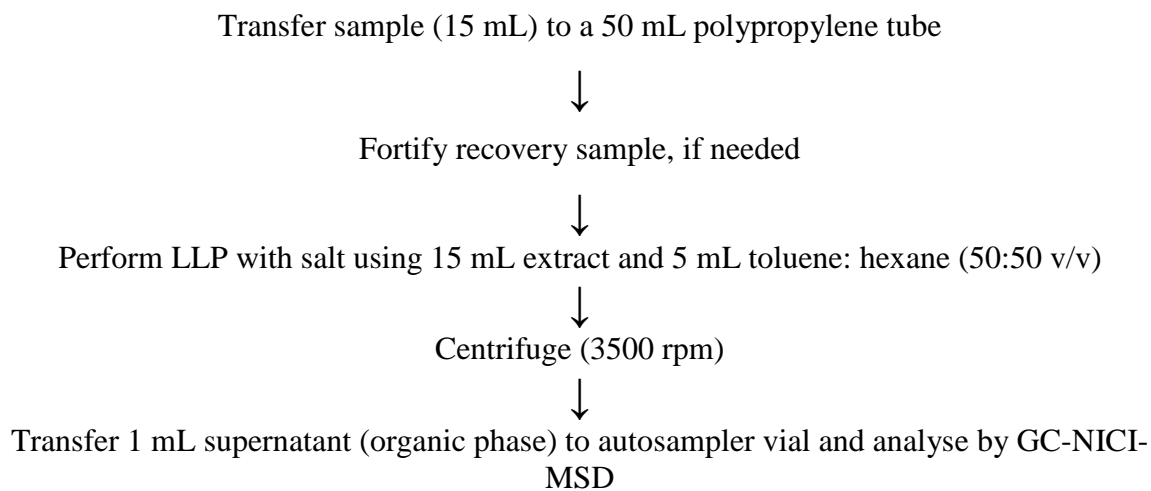 Transfer sample (15 mL) to a 50 mL polypropylene tube
Fortify recovery sample, if needed
Perform LLP with salt using 15 mL extract and 5 mL toluene: hexane (50:50 v/v)
Centrifuge (3500 rpm)
Transfer 1 mL supernatant (organic phase) to autosampler vial and analyse by GC-NICI-
MSD